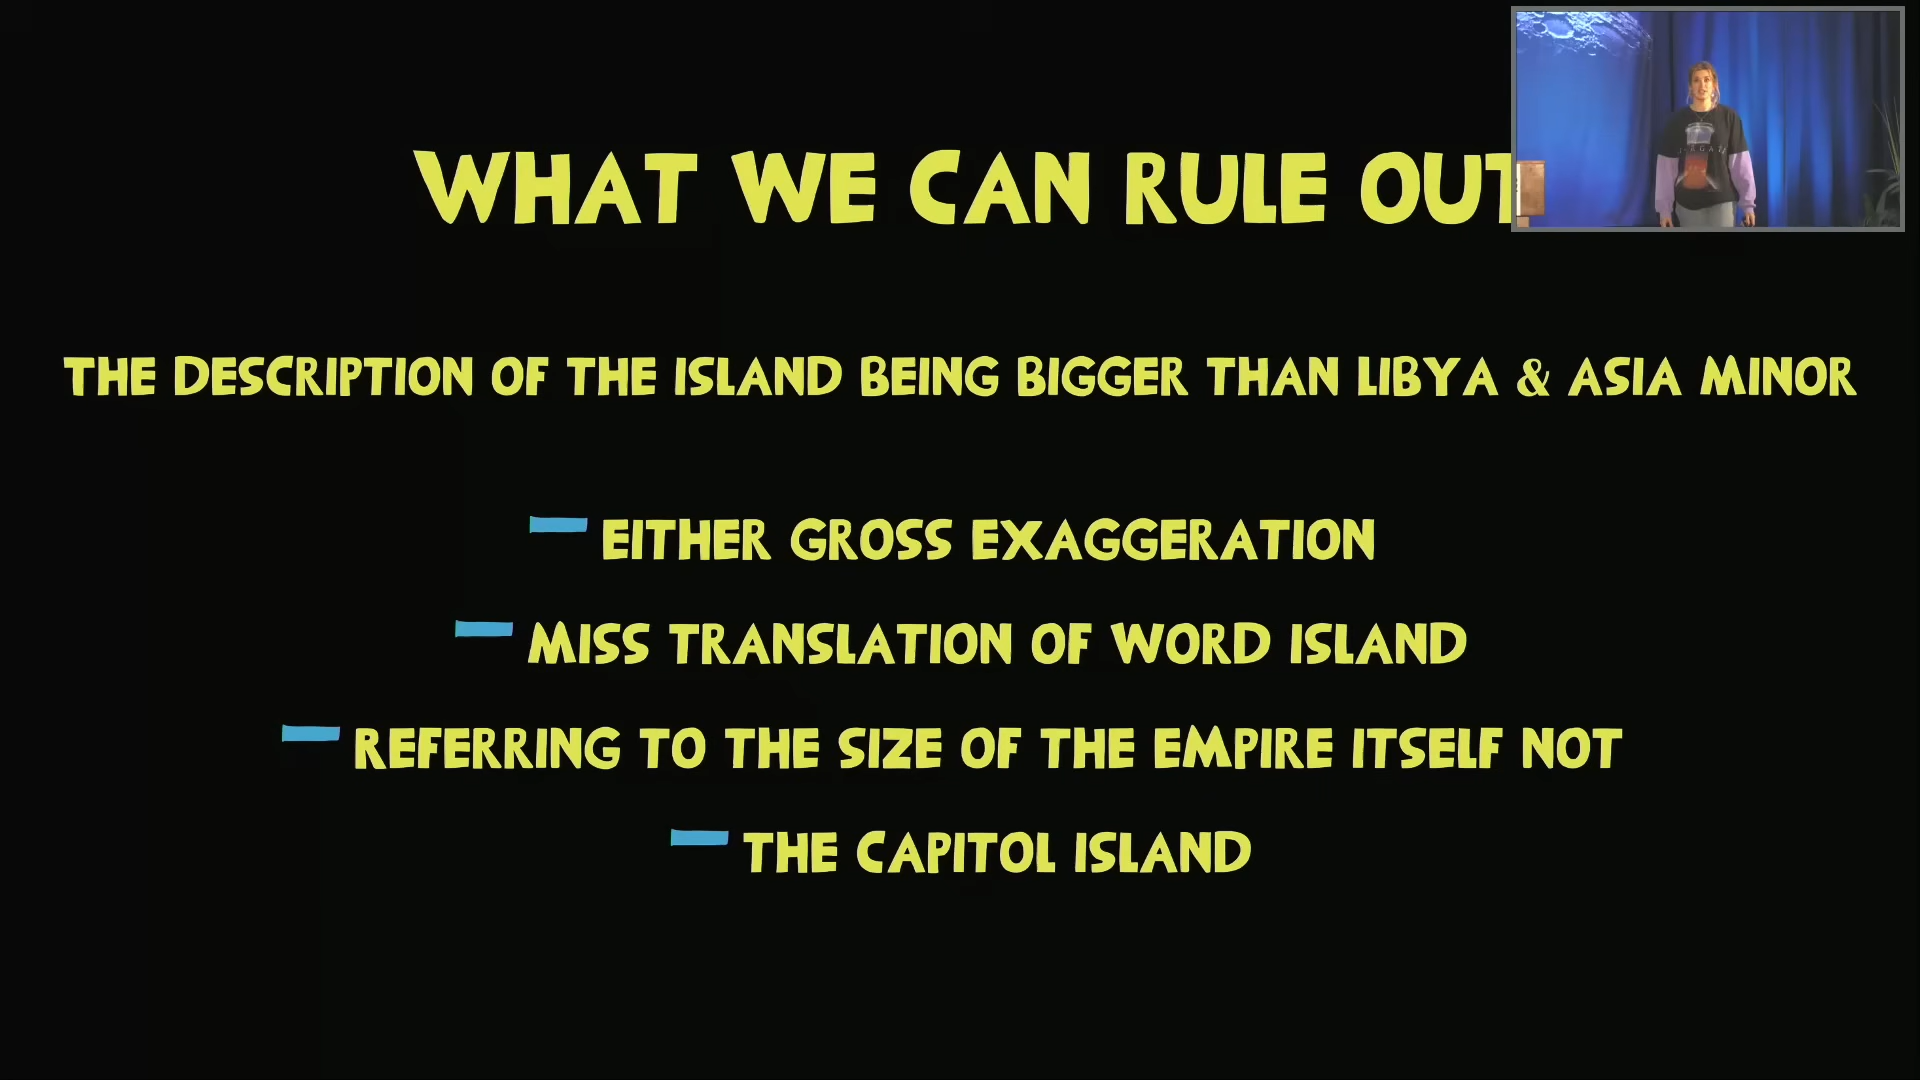 WHAT WE CAN RULE OUT
THE DESCRIPTION OF THE ISLAND BEING BIGGER THAN LIBYA & ASIA MINOR
EITHER GROSS EXAGGERATION
MISS TRANSLATION OF WORD ISLAND
REFERRING TO THE SIZE OF THE EMPIRE ITSELF NOT
THE CAPITOL ISLAND